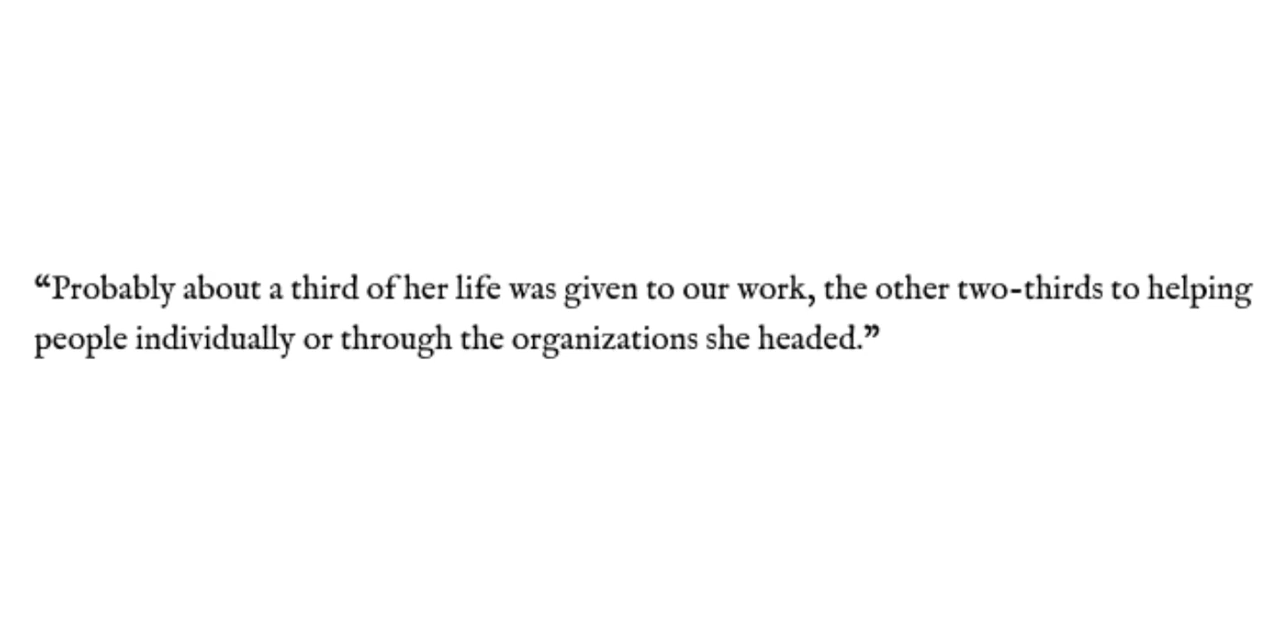 “Probably about a third of her life was given to our work, the other two-thirds to helping
people individually or through the organizations she headed.”